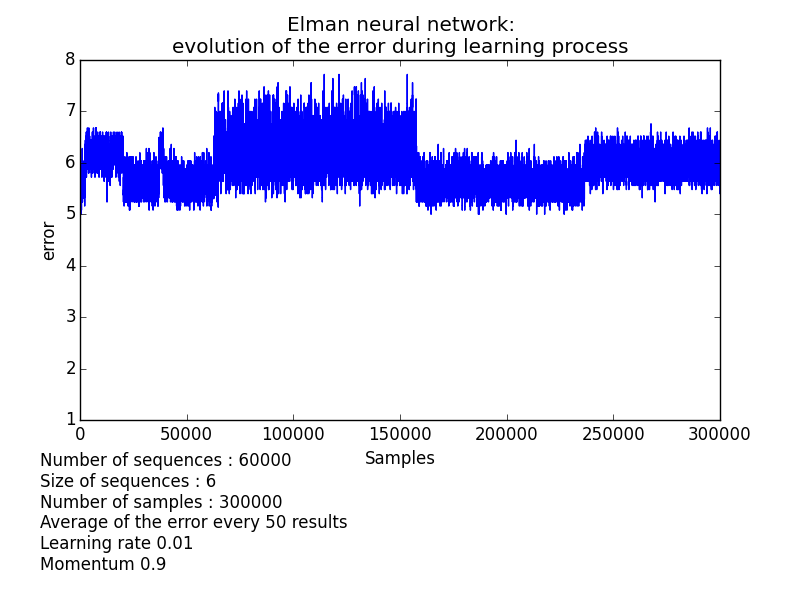 Elman neural network:
evolution of the error during learning process
8
7
6
5
4
3
2
1
error
0 50000 100000 150000 200000 250000 300000
Samples
Number of sequences : 60000
Size of sequences : 6
Number of samples : 300000
Average of the error every 50 results
Learning rate 0.01
Momentum 0.9